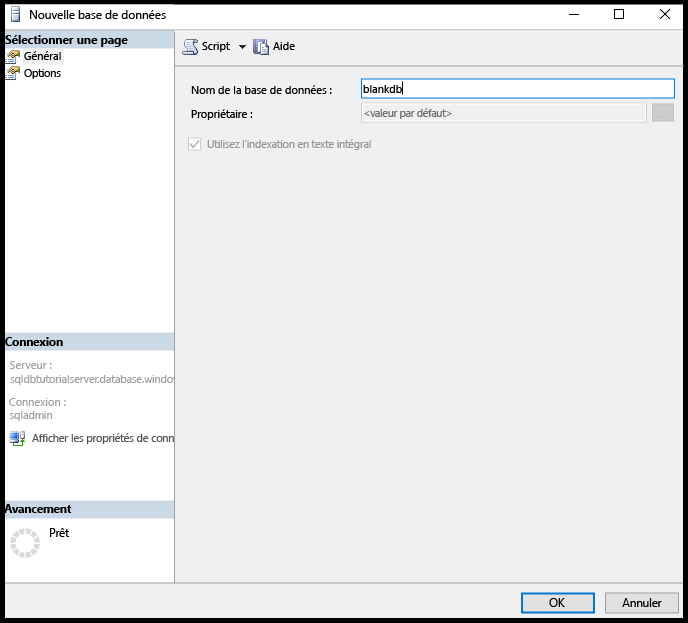 Nouvelle base de données
Sélectionner une page
Général
Options
Script
Aide
Nom de la base de données :
blankdb
Propriétaire :
<valeur par défaut>
...
Utilisez l'indexation en texte intégral
Connexion
Serveur :
sqldbtutorialserver.database.windo
Connexion :
sqladmin
Afficher les propriétés de conn
Avancement
Prêt
OK
Annuler